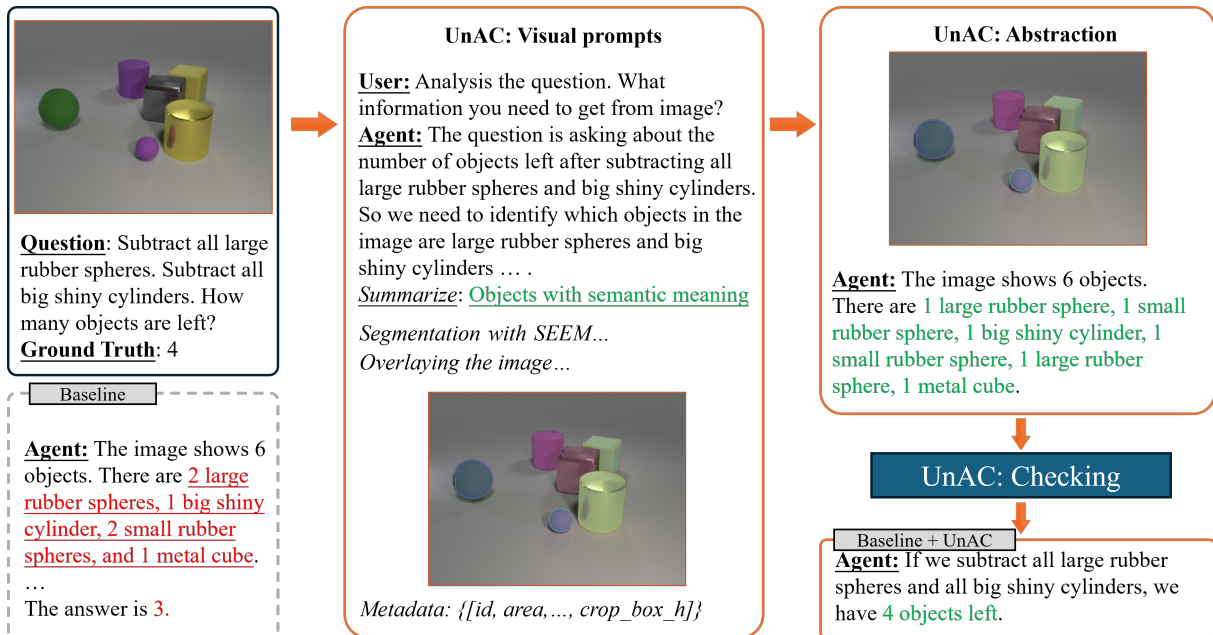 Question: Subtract all large
rubber spheres. Subtract all
big shiny cylinders. How
many objects are left?
Ground Truth: 4
Baseline
Agent: The image shows 6
objects. There are 2 large
rubber spheres, 1 big shiny
cylinder, 2 small rubber
spheres, and 1 metal cube.
…
The answer is 3.
UnAC: Visual prompts
User: Analysis the question. What
information you need to get from image?
Agent: The question is asking about the
number of objects left after subtracting all
large rubber spheres and big shiny cylinders.
So we need to identify which objects in the
image are large rubber spheres and big
shiny cylinders … .
Summarize: Objects with semantic meaning
Segmentation with SEEM…
Overlaying the image…
Metadata: {[id, area,…, crop_box_h]}
UnAC: Abstraction
Agent: The image shows 6 objects.
There are 1 large rubber sphere, 1 small
rubber sphere, 1 big shiny cylinder, 1
small rubber sphere, 1 large rubber
sphere, 1 metal cube.
UnAC: Checking
Baseline + UnAC
Agent: If we subtract all large rubber
spheres and all big shiny cylinders, we
have 4 objects left.